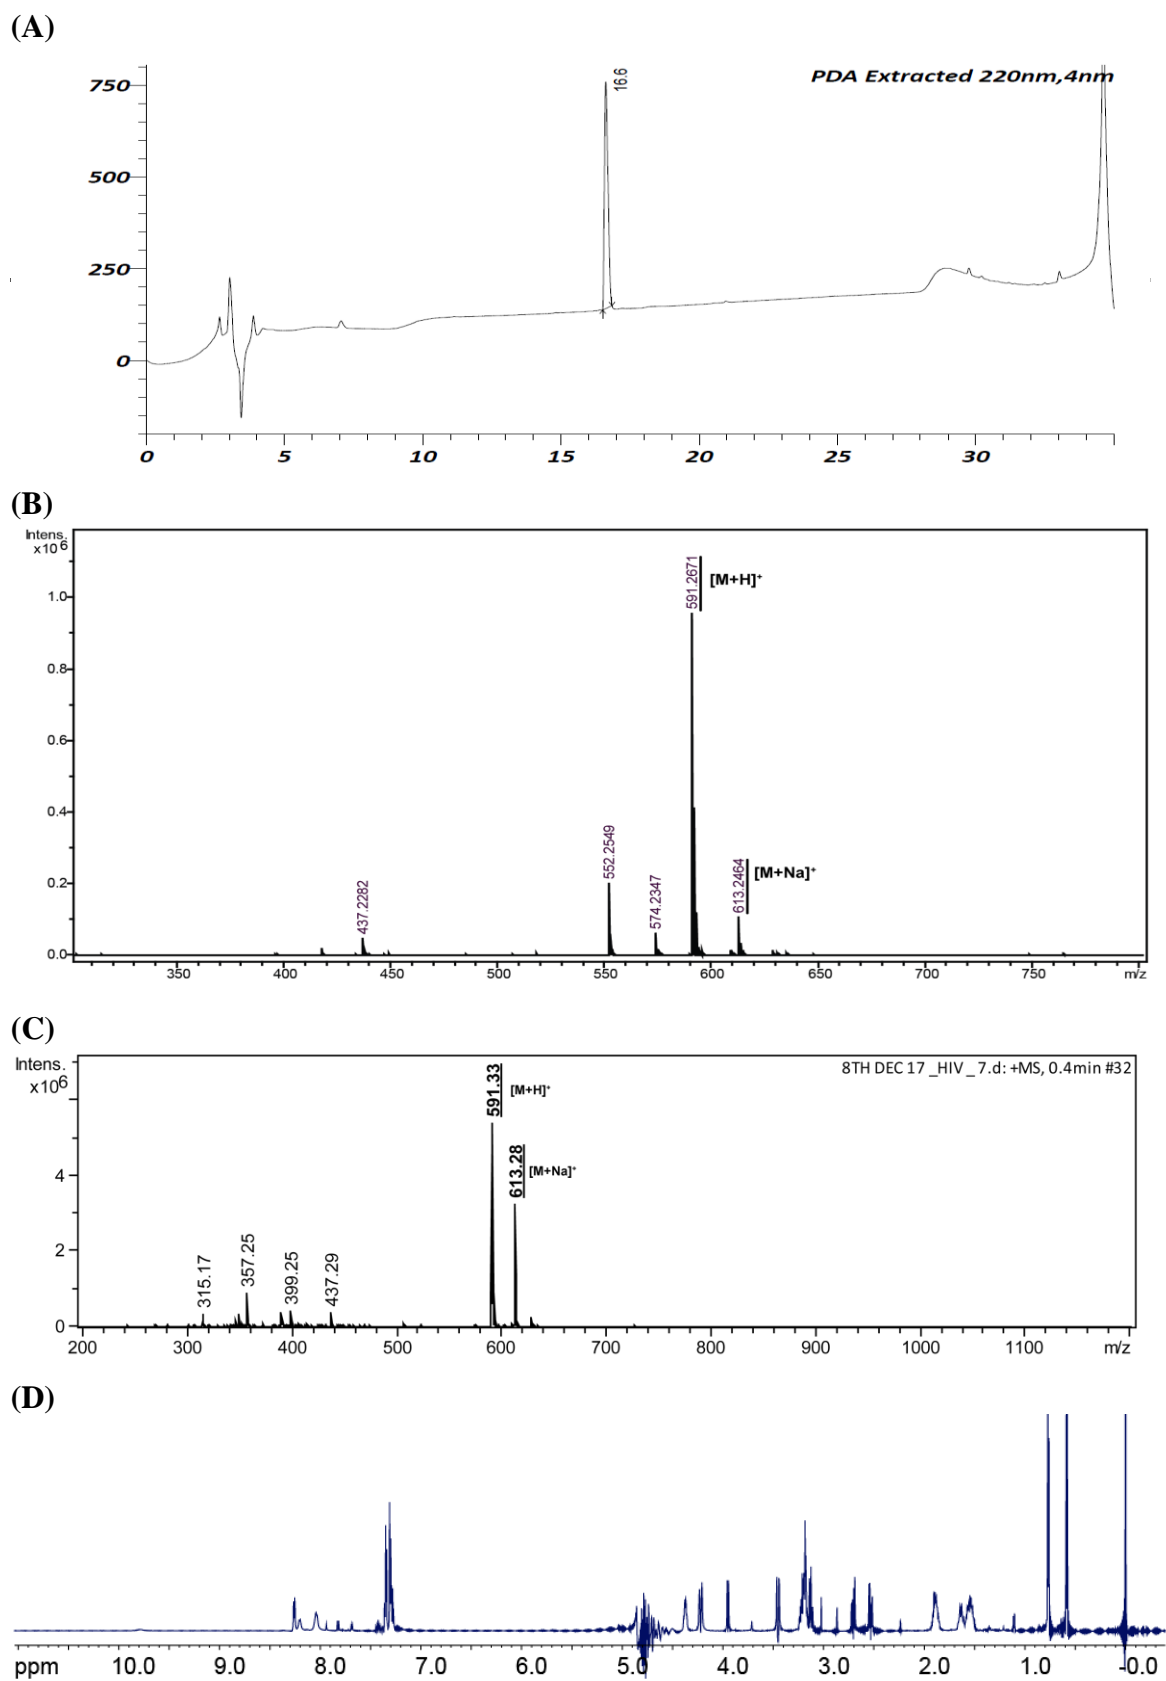 (A)
PDA Extracted 220nm,4nm
16.6
750
500
250
0
0 5 10 15 20 25 30
(B)
Intens.
x10⁶
591.2671
[M+H]⁺
1.0
0.8
0.6
0.4
0.2
0.0
552.2549
574.2347
613.2464
[M+Na]⁺
437.2282
350 400 450 500 550 600 650 700 750 m/z
(C)
Intens.
x10⁶
8TH DEC 17 _HIV _ 7.d: +MS, 0.4min #32
591.33
[M+H]⁺
613.28
[M+Na]⁺
4
2
0
315.17
357.25
399.25
437.29
200 300 400 500 600 700 800 900 1000 1100 m/z
(D)
ppm 10.0 9.0 8.0 7.0 6.0 5.0 4.0 3.0 2.0 1.0 -0.0